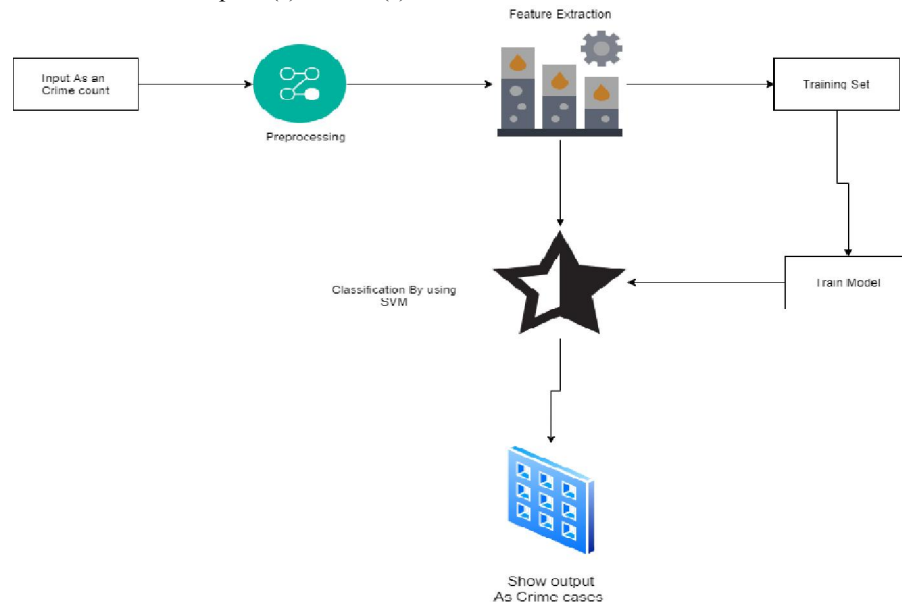 Feature Extraction
Input As an
Crime count
Preprocessing
Training Set
Classification By using
SVM
Train Model
Show output
As Crime cases